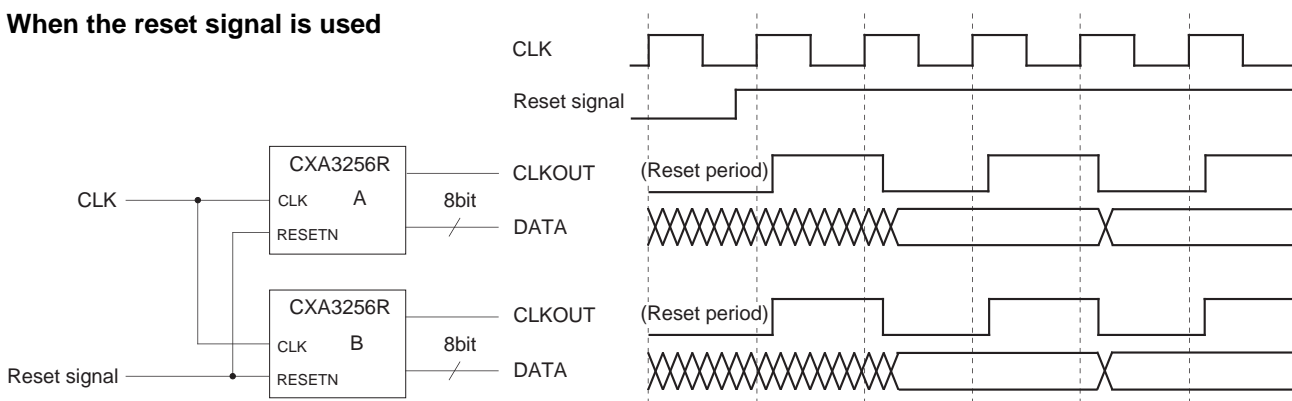 When the reset signal is used
CLK
Reset signal
CXA3256R
CLK
A
RESETN
8bit
CLKOUT
(Reset period)
DATA
CLK
CXA3256R
CLK
B
RESETN
8bit
CLKOUT
(Reset period)
DATA
Reset signal